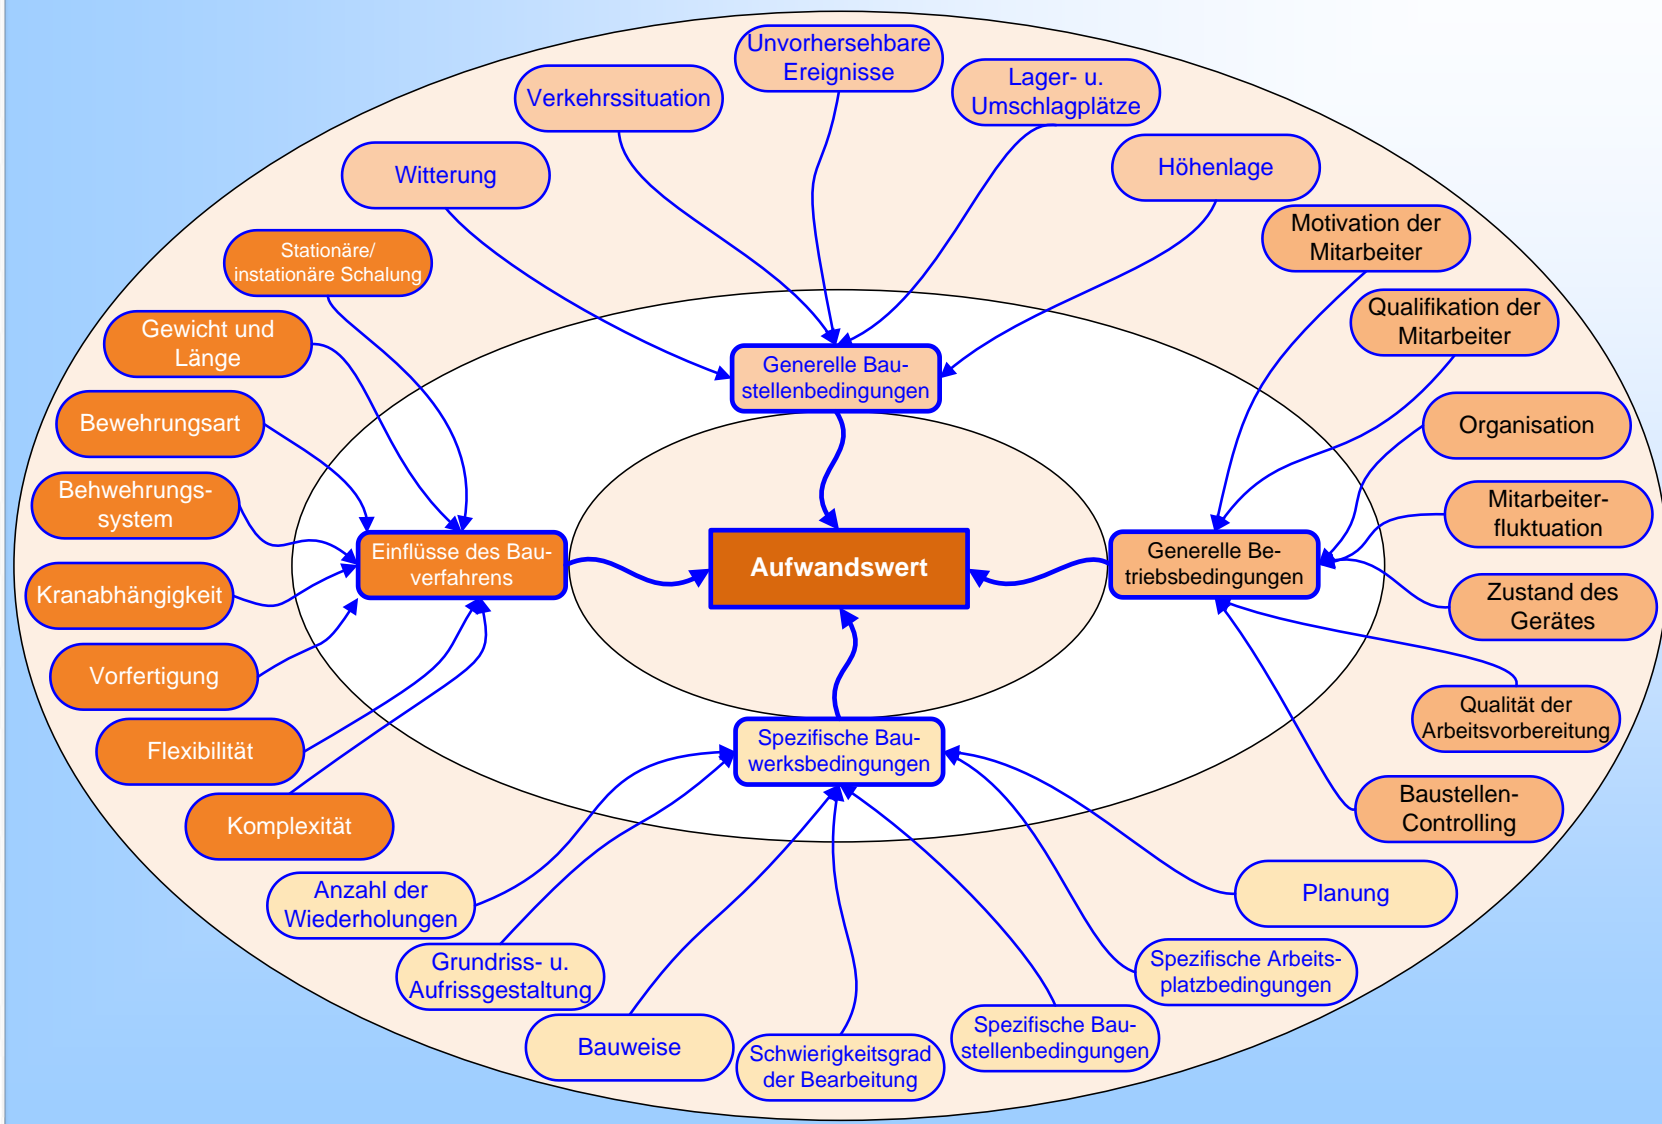 Unvorhersehbare
Ereignisse
Lager- u.
Umschlagplätze
Verkehrssituation
Witterung
Höhenlage
Motivation der
Mitarbeiter
Stationäre/
instationäre Schalung
Qualifikation der
Mitarbeiter
Gewicht und
Länge
Generelle Bau-
stellenbedingungen
Bewehrungsart
Organisation
Behwehrungs-
system
Mitarbeiter-
fluktuation
Einflüsse des Bau-
verfahrens
Aufwandswert
Generelle Be-
triebsbedingungen
Kranabhängigkeit
Zustand des
Gerätes
Vorfertigung
Qualität der
Arbeitsvorbereitung
Flexibilität
Spezifische Bau-
werksbedingungen
Komplexität
Baustellen-
Controlling
Anzahl der
Wiederholungen
Planung
Grundriss- u.
Aufrissgestaltung
Spezifische Arbeits-
platzbedingungen
Bauweise
Schwierigkeitsgrad
der Bearbeitung
Spezifische Bau-
stellenbedingungen